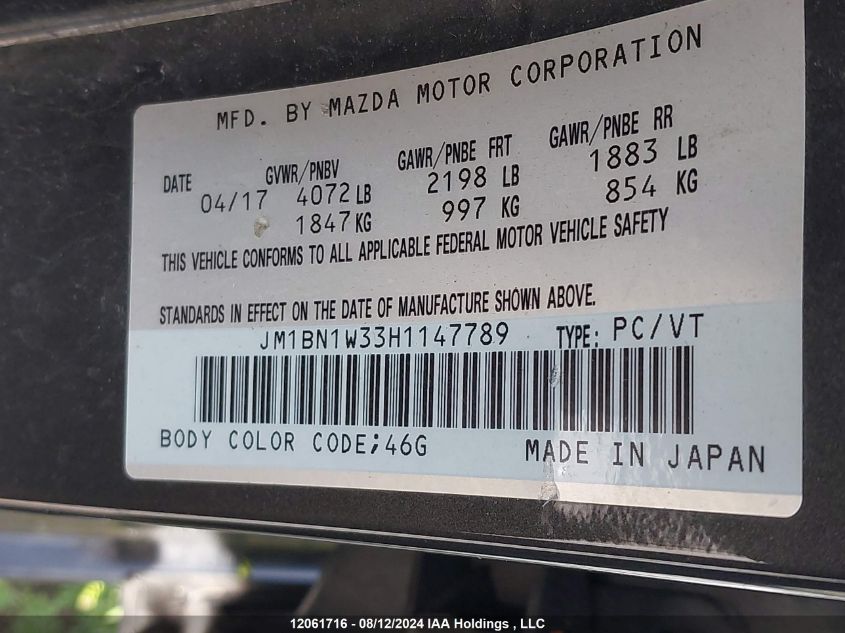 MFD. BY MAZDA MOTOR CORPORATION
DATE GVWR/PNBV GAWR/PNBE FRT GAWR/PNBE RR
04/17 4072 LB 2198 LB 1883 LB
1847 KG 997 KG 854 KG
THIS VEHICLE CONFORMS TO ALL APPLICABLE FEDERAL MOTOR VEHICLE SAFETY
STANDARDS IN EFFECT ON THE DATE OF MANUFACTURE SHOWN ABOVE.
JM1BN1W33H1147789 TYPE: PC/VT
BODY COLOR CODE;46G MADE IN JAPAN
12061716 - 08/12/2024 IAA Holdings , LLC